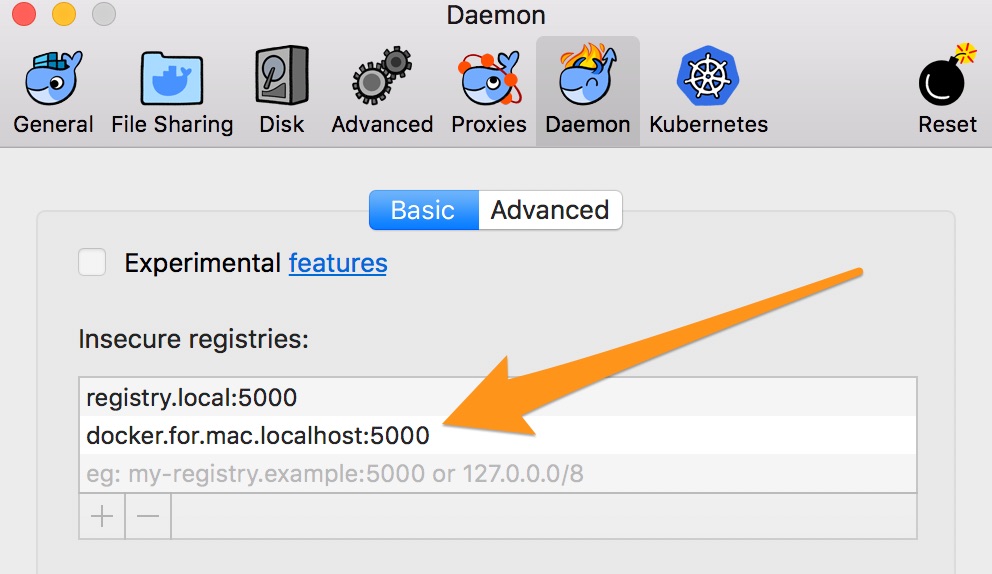 Daemon
General File Sharing Disk Advanced Proxies Daemon Kubernetes Reset
Basic Advanced
Experimental features
Insecure registries:
registry.local:5000
docker.for.mac.localhost:5000
eg: my-registry.example:5000 or 127.0.0.0/8